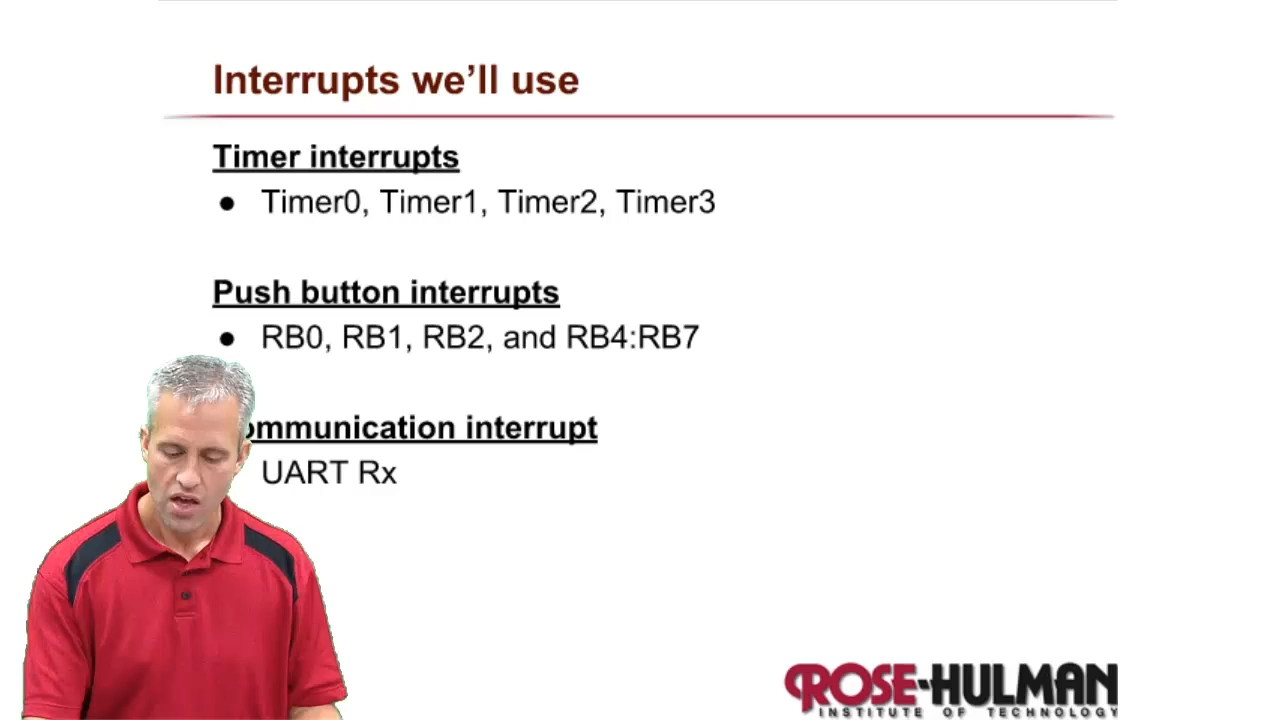 Interrupts we'll use
Timer interrupts
● Timer0, Timer1, Timer2, Timer3
Push button interrupts
● RB0, RB1, RB2, and RB4:RB7
ommunication interrupt
UART Rx
ROSE-HULMAN
INSTITUTE OF TECHNOLOGY